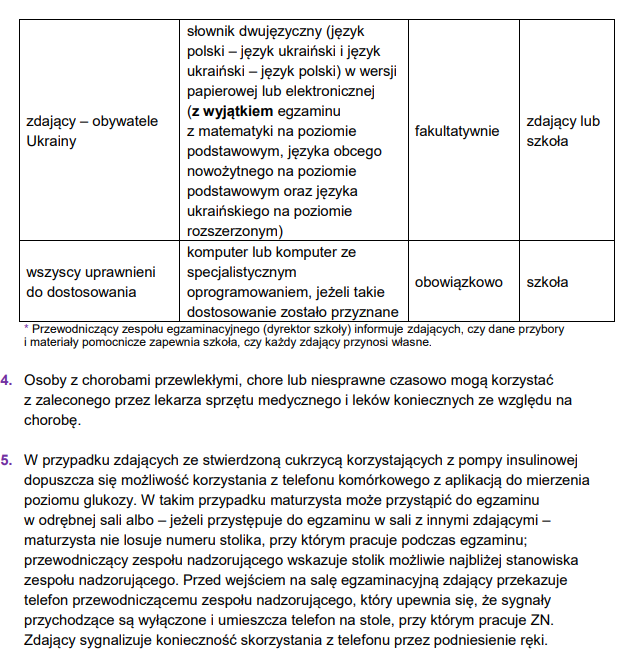 zdający – obywatele
Ukrainy
słownik dwujęzyczny (język
polski – język ukraiński i język
ukraiński – język polski) w wersji
papierowej lub elektronicznej
(z wyjątkiem egzaminu
z matematyki na poziomie
podstawowym, języka obcego
nowożytnego na poziomie
podstawowym oraz języka
ukraińskiego na poziomie
rozszerzonym)
fakultatywnie
zdający lub
szkoła
wszyscy uprawnieni
do dostosowania
komputer lub komputer ze
specjalistycznym
oprogramowaniem, jeżeli takie
dostosowanie zostało przyznane
obowiązkowo
szkoła
* Przewodniczący zespołu egzaminacyjnego (dyrektor szkoły) informuje zdających, czy dane przybory
i materiały pomocnicze zapewnia szkoła, czy każdy zdający przynosi własne.
4. Osoby z chorobami przewlekłymi, chore lub niesprawne czasowo mogą korzystać
z zaleconego przez lekarza sprzętu medycznego i leków koniecznych ze względu na
chorobę.
5. W przypadku zdających ze stwierdzoną cukrzycą korzystających z pompy insulinowej
dopuszcza się możliwość korzystania z telefonu komórkowego z aplikacją do mierzenia
poziomu glukozy. W takim przypadku maturzysta może przystąpić do egzaminu
w odrębnej sali albo – jeżeli przystępuje do egzaminu w sali z innymi zdającymi –
maturzysta nie losuje numeru stolika, przy którym pracuje podczas egzaminu;
przewodniczący zespołu nadzorującego wskazuje stolik możliwie najbliżej stanowiska
zespołu nadzorującego. Przed wejściem na salę egzaminacyjną zdający przekazuje
telefon przewodniczącemu zespołu nadzorującego, który upewnia się, że sygnały
przychodzące są wyłączone i umieszcza telefon na stole, przy którym pracuje ZN.
Zdający sygnalizuje konieczność skorzystania z telefonu przez podniesienie ręki.